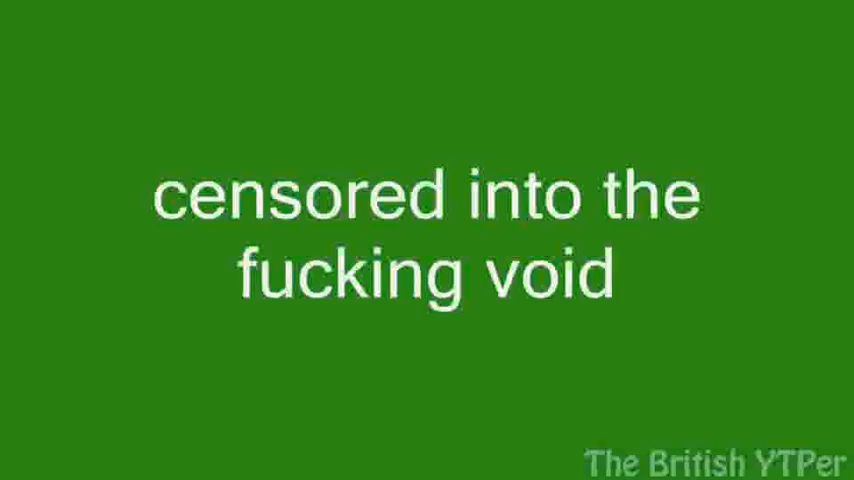 censored into the
fucking void
The British YTPer